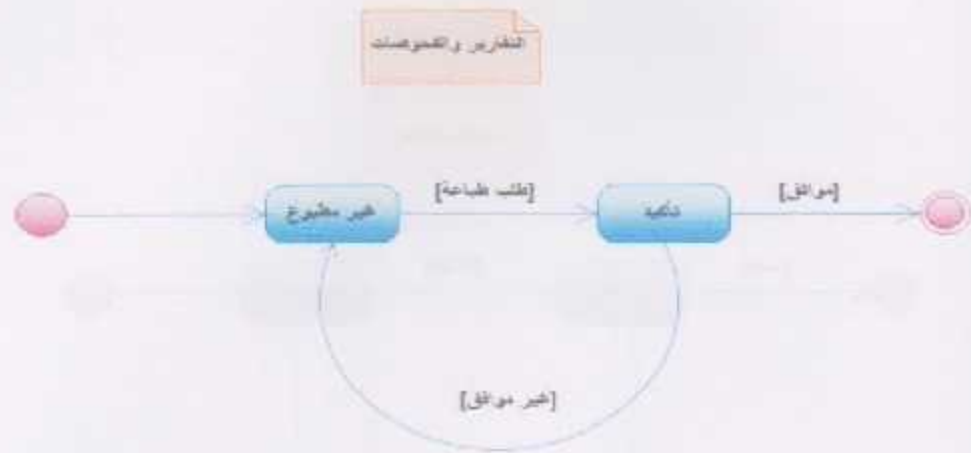 التقارير والفحوصات
[طلب طباعة]
[موافق]
غير مطبوع
تأكيد
[غير موافق]